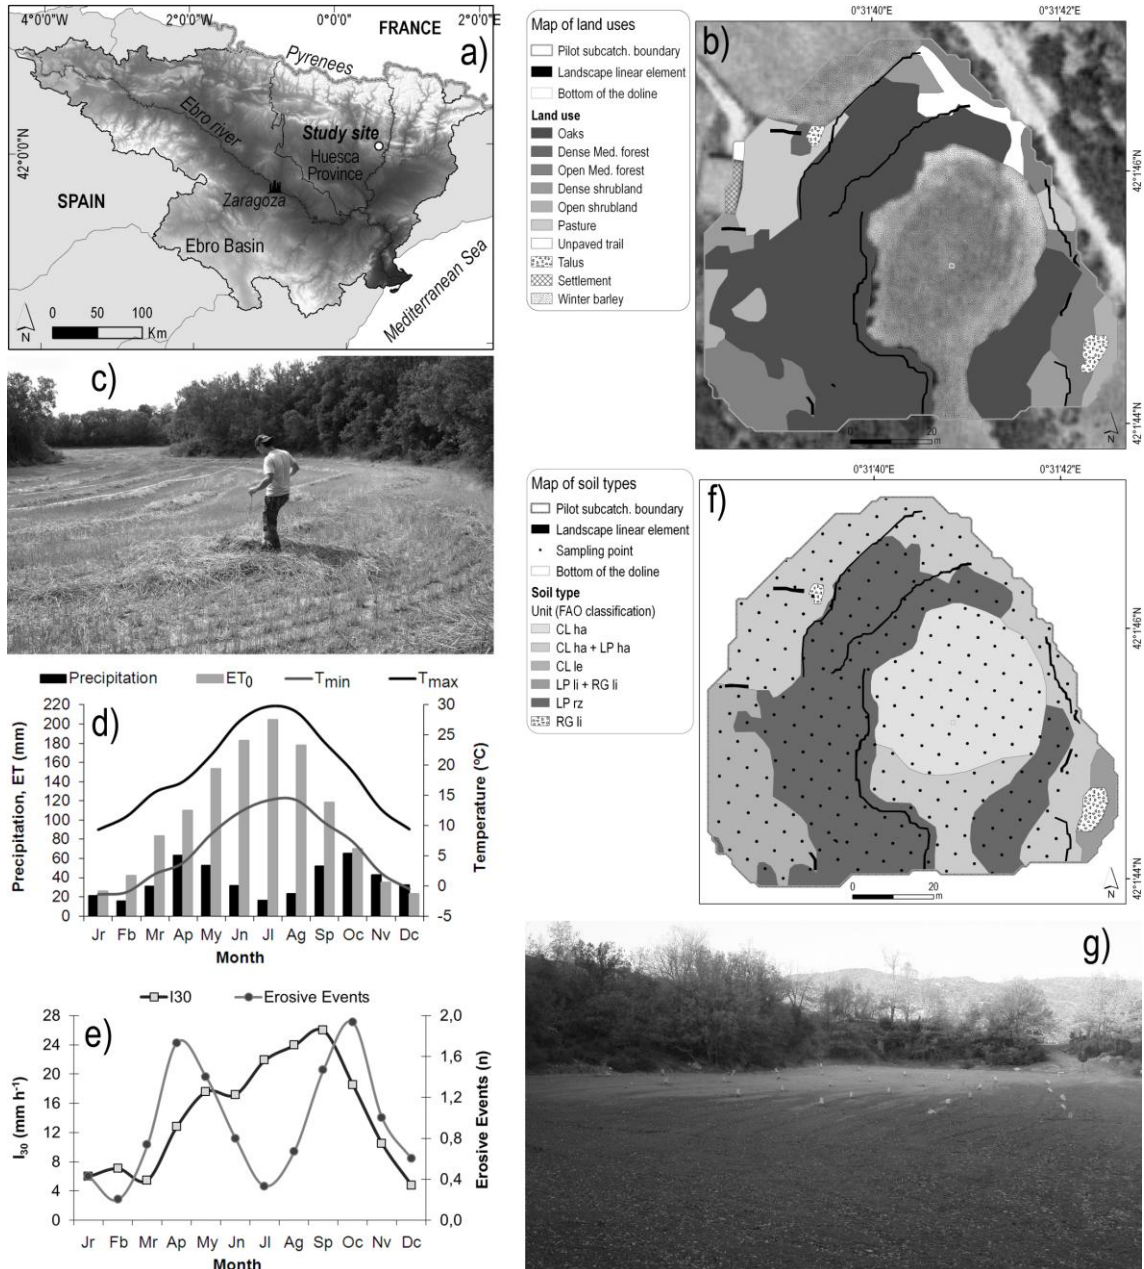 4°0'0"W
2°0'0"W
0°0'0"
2°0'0"E
FRANCE
a)
Pyrenees
Ebro river
Study site
Huesca
Province
42°0'0"N
Zaragoza
SPAIN
Ebro Basin
Mediterranean Sea
0 50 100
Km
N
Map of land uses
Pilot subcatch. boundary
Landscape linear element
Bottom of the doline
Land use
Oaks
Dense Med. forest
Open Med. forest
Dense shrubland
Open shrubland
Pasture
Unpaved trail
Talus
Settlement
Winter barley
0°31'40"E
0°31'42"E
b)
42°1'46"N
42°1'44"N
0 20
m
N
c)
Precipitation ET0 Tmin Tmax
d)
Precipitation, ET (mm)
220
200
180
160
140
120
100
80
60
40
20
0
30
25
20
15
10
5
0
-5
Temperature (ºC)
Jr Fb Mr Ap My Jn Jl Ag Sp Oc Nv Dc
Month
I30 Erosive Events
e)
I30 (mm h-1)
28
24
20
16
12
8
4
0
2,0
1,6
1,2
0,8
0,4
0,0
Erosive Events (n)
Jr Fb Mr Ap My Jn Jl Ag Sp Oc Nv Dc
Month
Map of soil types
Pilot subcatch. boundary
Landscape linear element
Sampling point
Bottom of the doline
Soil type
Unit (FAO classification)
CL ha
CL ha + LP ha
CL le
LP li + RG li
LP rz
RG li
0°31'40"E
0°31'42"E
f)
42°1'46"N
42°1'44"N
0 20
m
N
g)